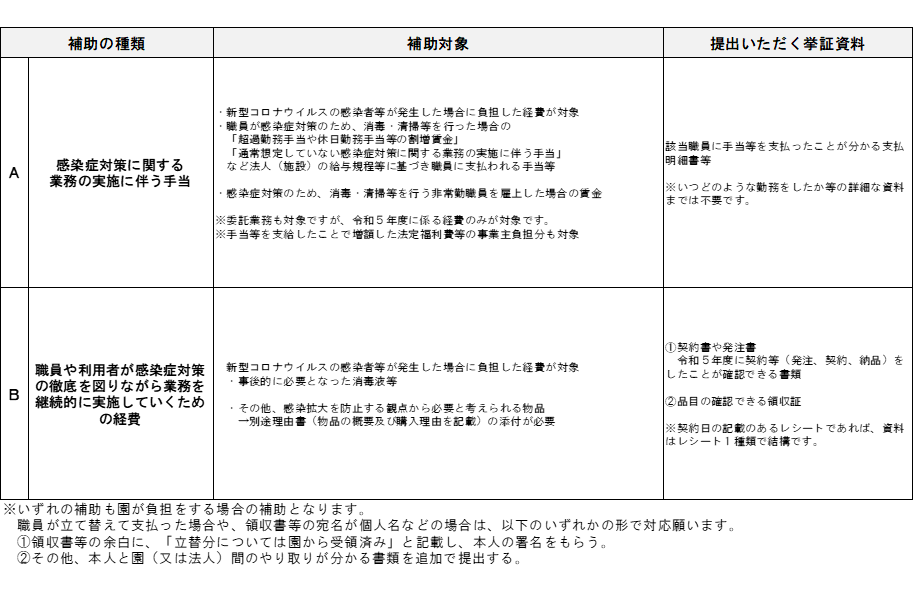 補助の種類
補助対象
提出いただく挙証資料
A
感染症対策に関する
業務の実施に伴う手当
・新型コロナウイルスの感染者等が発生した場合に負担した経費が対象
・職員が感染症対策のため、消毒・清掃等を行った場合の
「超過勤務手当や休日勤務手当等の割増賃金」
「通常想定していない感染症対策に関する業務の実施に伴う手当」
など法人（施設）の給与規程等に基づき職員に支払われる手当等
・感染症対策のため、消毒・清掃等を行う非常勤職員を雇上した場合の賃金
※委託業務も対象ですが、令和５年度に係る経費のみが対象です。
※手当等を支給したことで増額した法定福利費等の事業主負担分も対象
該当職員に手当等を支払ったことが分かる支払
明細書等
※いつどのような勤務をしたか等の詳細な資料
までは不要です。
B
職員や利用者が感染症対策
の徹底を図りながら業務を
継続的に実施していくため
の経費
新型コロナウイルスの感染者等が発生した場合に負担した経費が対象
・事後的に必要となった消毒液等
・その他、感染拡大を防止する観点から必要と考えられる物品
→別途理由書（物品の概要及び購入理由を記載）の添付が必要
①契約書や発注書
令和５年度に契約等（発注、契約、納品）を
したことが確認できる書類
②品目の確認できる領収証
※契約日の記載のあるレシートであれば、資料
はレシート１種類で結構です。
※いずれの補助も園が負担をする場合の補助となります。
職員が立て替えて支払った場合や、領収書等の宛名が個人名などの場合は、以下のいずれかの形で対応願います。
①領収書等の余白に、「立替分については園から受領済み」と記載し、本人の署名をもらう。
②その他、本人と園（又は法人）間のやり取りが分かる書類を追加で提出する。